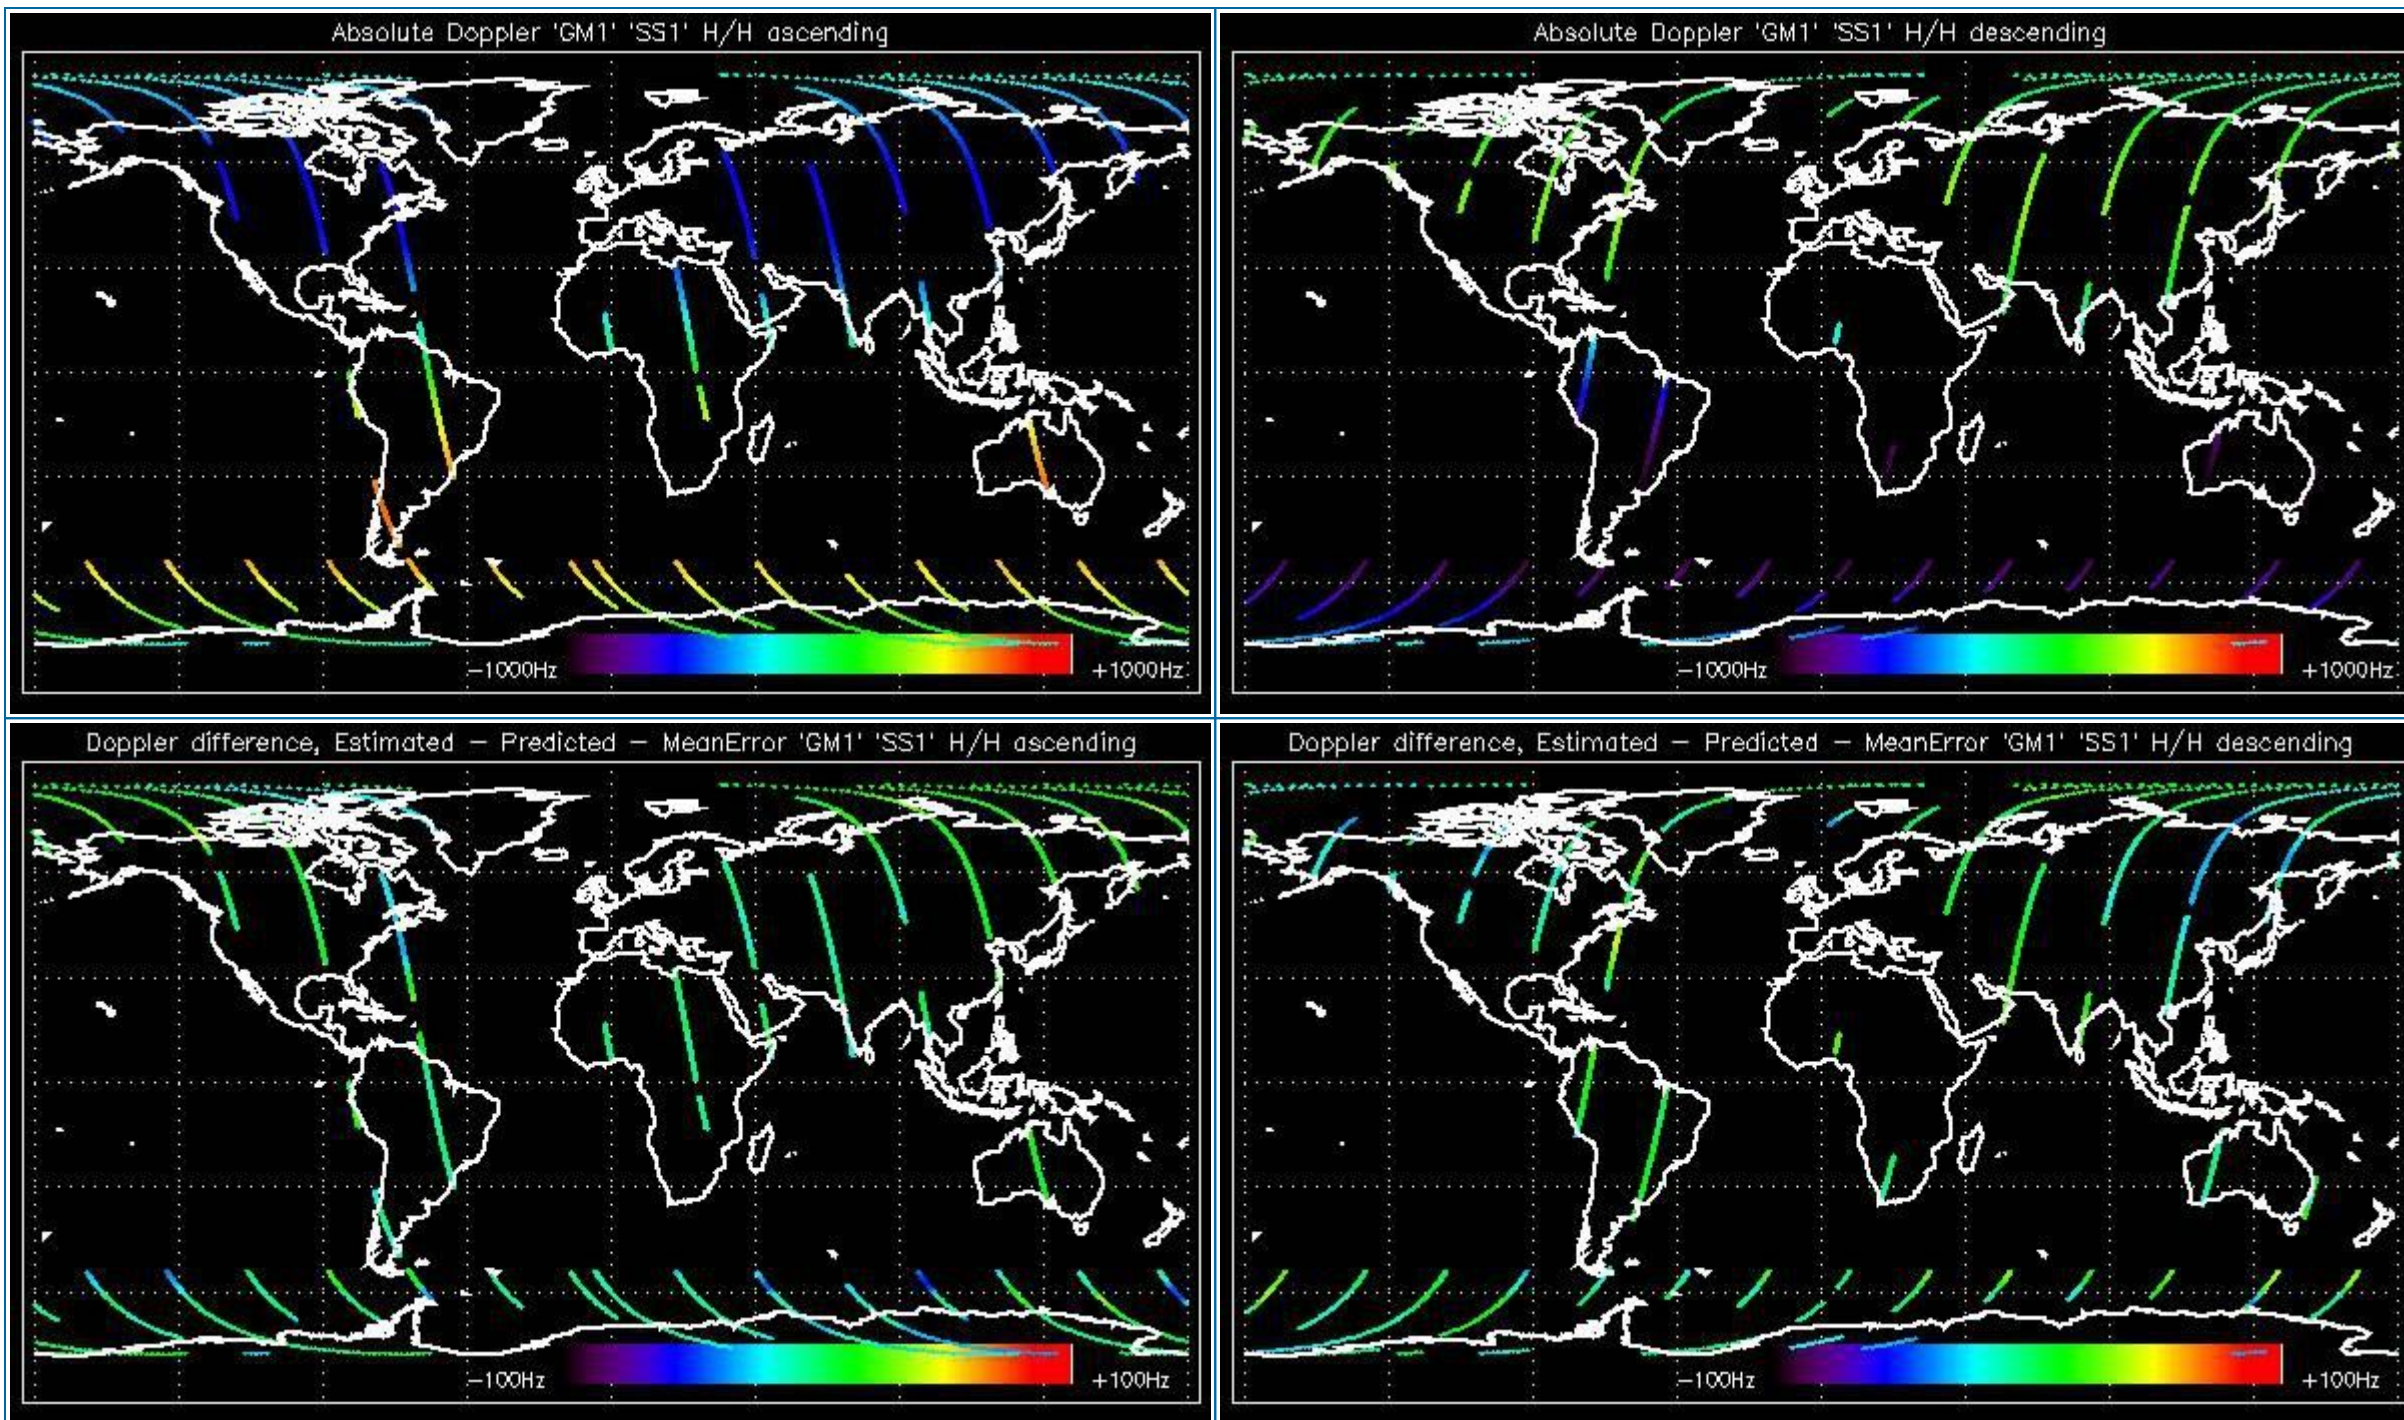 Absolute Doppler 'GM1' 'SS1' H/H ascending
−1000Hz
+1000Hz
Absolute Doppler 'GM1' 'SS1' H/H descending
−1000Hz
+1000Hz
Doppler difference, Estimated − Predicted − MeanError 'GM1' 'SS1' H/H ascending
−100Hz
+100Hz
Doppler difference, Estimated − Predicted − MeanError 'GM1' 'SS1' H/H descending
−100Hz
+100Hz